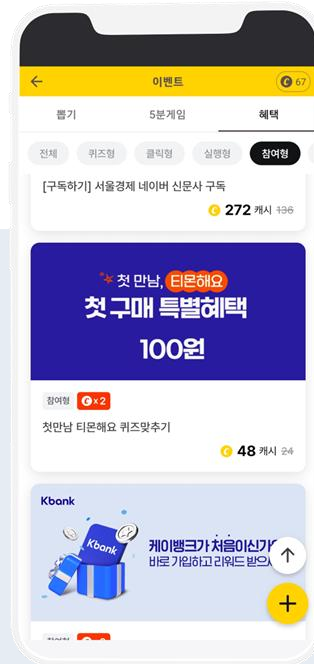 이벤트
67
뽑기 5분게임 혜택
전체 퀴즈형 클릭형 실행형 참여형
[구독하기] 서울경제 네이버 신문사 구독
272 캐시 136
첫 만남, 티몬해요
첫 구매 특별혜택
100원
참여형 x 2
첫만남 티몬해요 퀴즈맞추기
48 캐시 24
Kbank
Kbank
케이뱅크가 처음이신가
바로 가입하고 리워드 받으
참여형